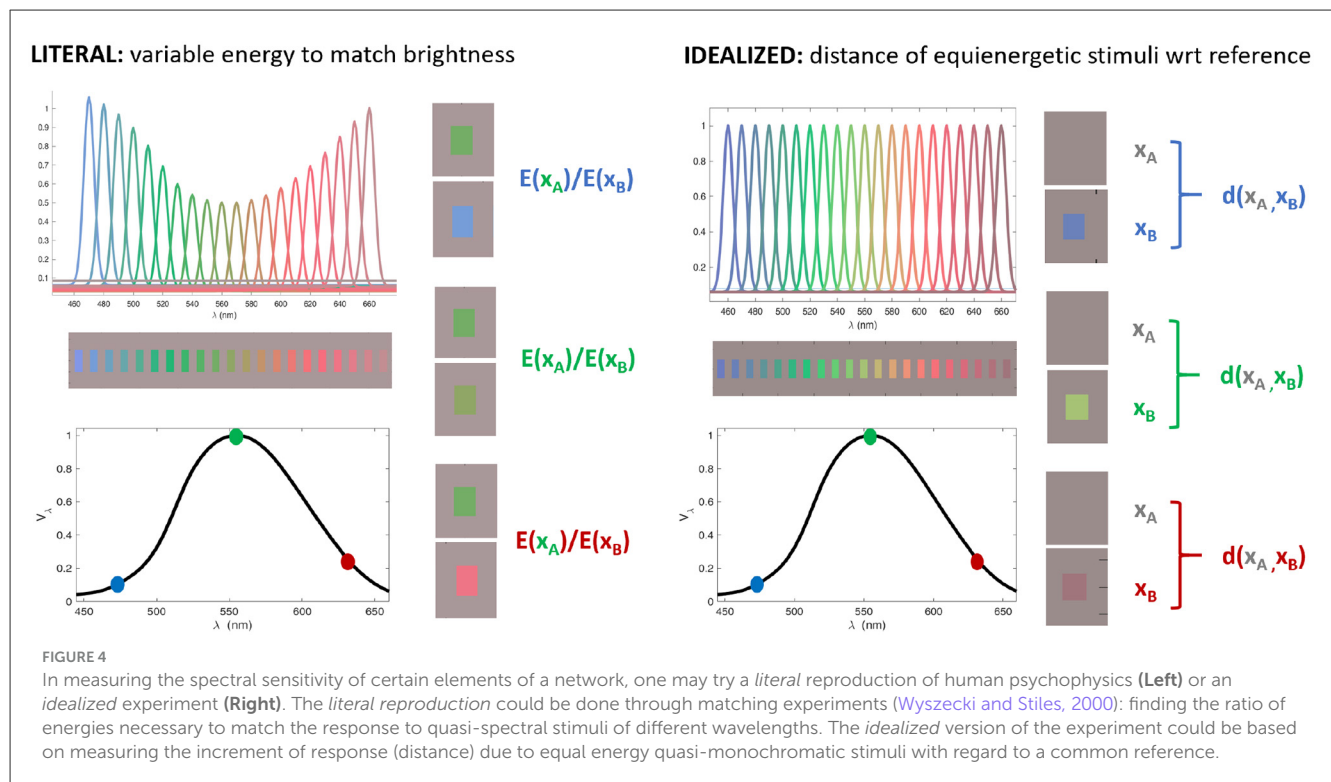 LITERAL: variable energy to match brightness
1
0.9
0.8
0.7
0.6
0.5
0.4
0.3
0.2
0.1
460 480 500 520 540 560 580 600 620 640 660
λ (nm)
E(xA)/E(xB)
E(xA)/E(xB)
E(xA)/E(xB)
1
0.8
0.6
0.4
0.2
0
Vλ
450 500 550 600 650
λ (nm)
IDEALIZED: distance of equienergetic stimuli wrt reference
1
0.8
0.6
0.4
0.2
460 480 500 520 540 560 580 600 620 640 660
λ (nm)
xA
d(xA,xB)
xB
xA
d(xA,xB)
xB
xA
d(xA,xB)
xB
1
0.8
0.6
0.4
0.2
0
Vλ
450 500 550 600 650
λ (nm)
FIGURE 4
In measuring the spectral sensitivity of certain elements of a network, one may try a literal reproduction of human psychophysics (Left) or an
idealized experiment (Right). The literal reproduction could be done through matching experiments (Wyszecki and Stiles, 2000): finding the ratio of
energies necessary to match the response to quasi-spectral stimuli of different wavelengths. The idealized version of the experiment could be based
on measuring the increment of response (distance) due to equal energy quasi-monochromatic stimuli with regard to a common reference.